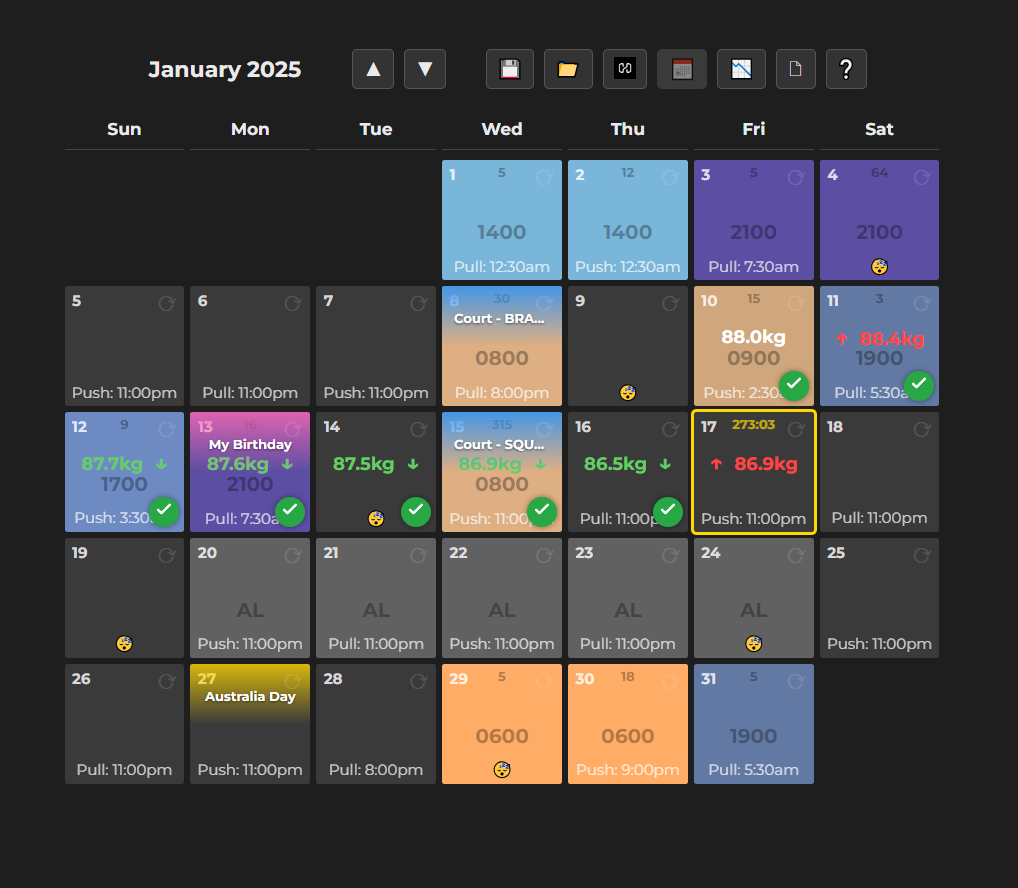 January 2025
▲ ▼ ?
Sun Mon Tue Wed Thu Fri Sat
1 5
1400
Pull: 12:30am
2 12
1400
Push: 12:30am
3 5
2100
Pull: 7:30am
4 64
2100
5
Push: 11:00pm
6
Pull: 11:00pm
7
Push: 11:00pm
8 30
Court - BRA...
0800
Pull: 8:00pm
9
10 15
88.0kg
0900
Push: 2:30
11 3
↑ 88.4kg
1900
Pull: 5:30a
12 9
87.7kg ↓
1700
Push: 3:30
13 16
My Birthday
87.6kg ↓
2100
Pull: 7:30a
14
87.5kg ↓
15 315
Court - SQU...
86.9kg ↓
0800
Push: 11:00
16
86.5kg ↓
Pull: 11:00p
17 273:03
↑ 86.9kg
Push: 11:00pm
18
Pull: 11:00pm
19
20
AL
Push: 11:00pm
21
AL
Pull: 11:00pm
22
AL
Push: 11:00pm
23
AL
Pull: 11:00pm
24
AL
25
Push: 11:00pm
26
Pull: 11:00pm
27
Australia Day
Push: 11:00pm
28
Pull: 8:00pm
29 5
0600
30 18
0600
Push: 9:00pm
31 5
1900
Pull: 5:30am